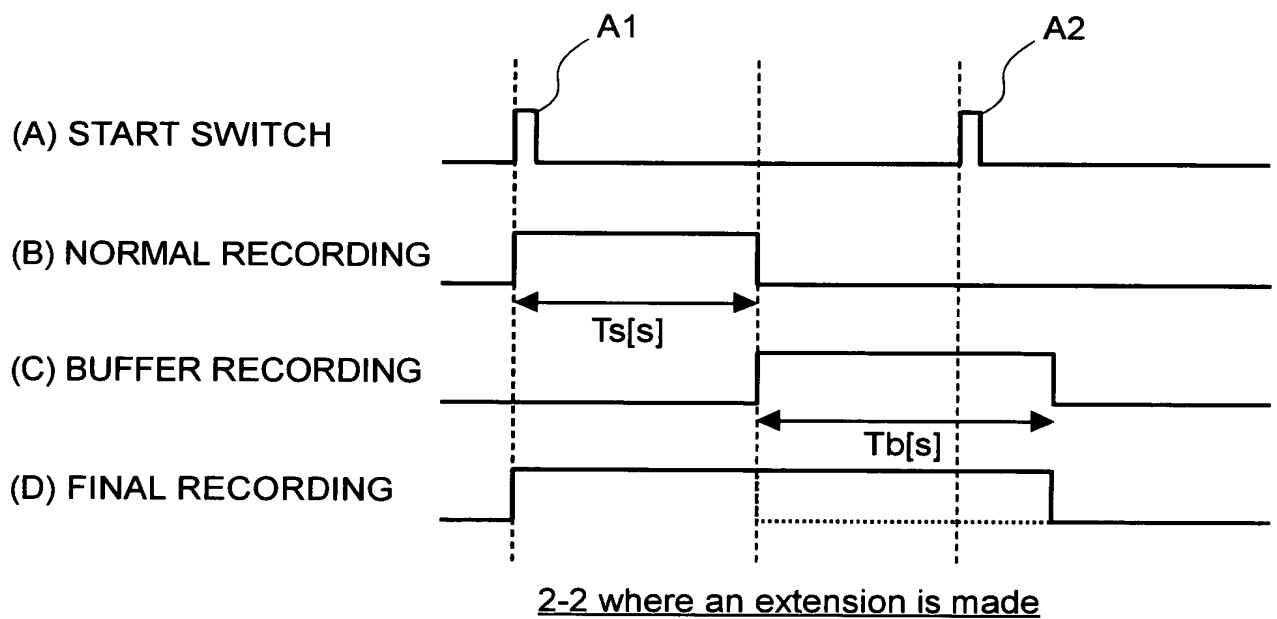 A1
A2
(A) START SWITCH
(B) NORMAL RECORDING
Ts[s]
(C) BUFFER RECORDING
Tb[s]
(D) FINAL RECORDING
2-2 where an extension is made